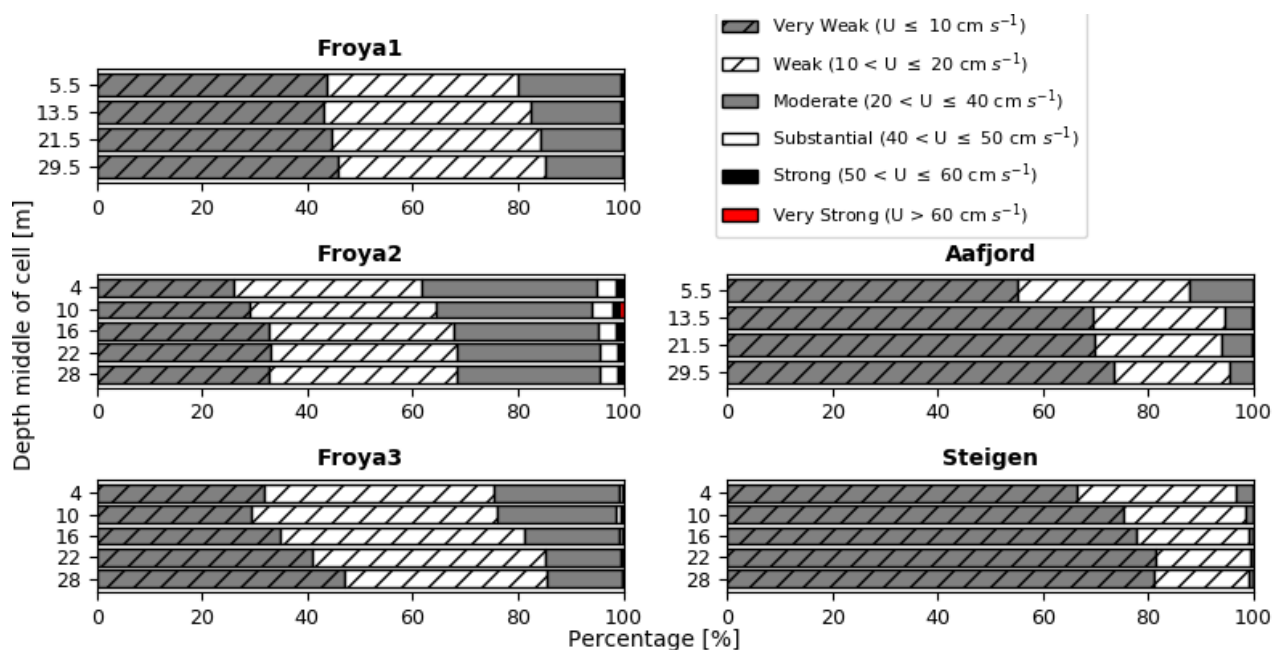 Very Weak (U ≤ 10 cm s⁻¹)
Weak (10 < U ≤ 20 cm s⁻¹)
Moderate (20 < U ≤ 40 cm s⁻¹)
Substantial (40 < U ≤ 50 cm s⁻¹)
Strong (50 < U ≤ 60 cm s⁻¹)
Very Strong (U > 60 cm s⁻¹)
Froya1
5.5
13.5
21.5
29.5
0 20 40 60 80 100
Depth middle of cell [m]
Froya2
4
10
16
22
28
0 20 40 60 80 100
Aafjord
5.5
13.5
21.5
29.5
0 20 40 60 80 100
Froya3
4
10
16
22
28
0 20 40 60 80 100
Steigen
4
10
16
22
28
0 20 40 60 80 100
Percentage [%]